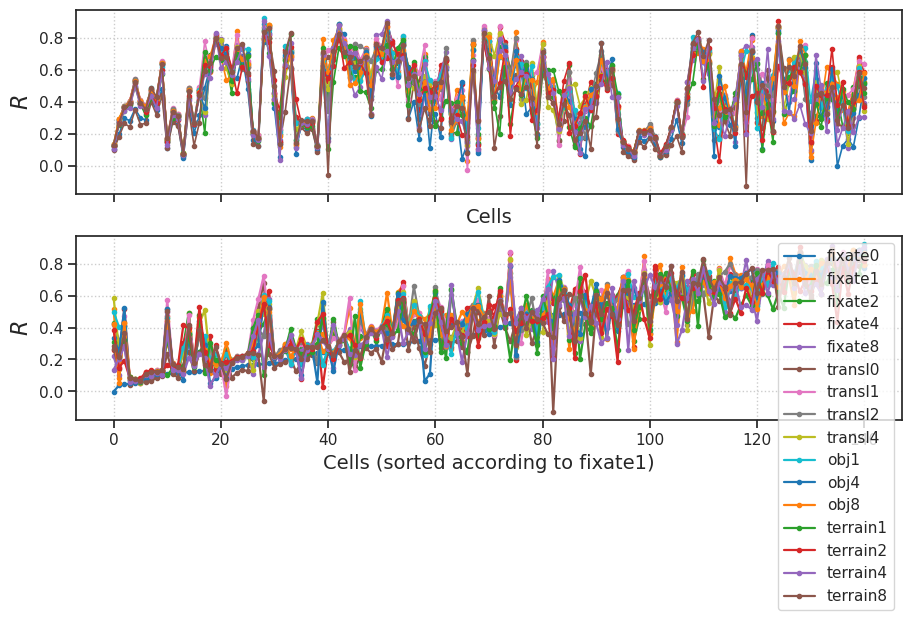 0.8
0.6
0.4
0.2
0.0
R
Cells
0.8
0.6
0.4
0.2
0.0
R
0 20 40 60 80 100 120
Cells (sorted according to fixate1)
fixate0
fixate1
fixate2
fixate4
fixate8
transl0
transl1
transl2
transl4
obj1
obj4
obj8
terrain1
terrain2
terrain4
terrain8